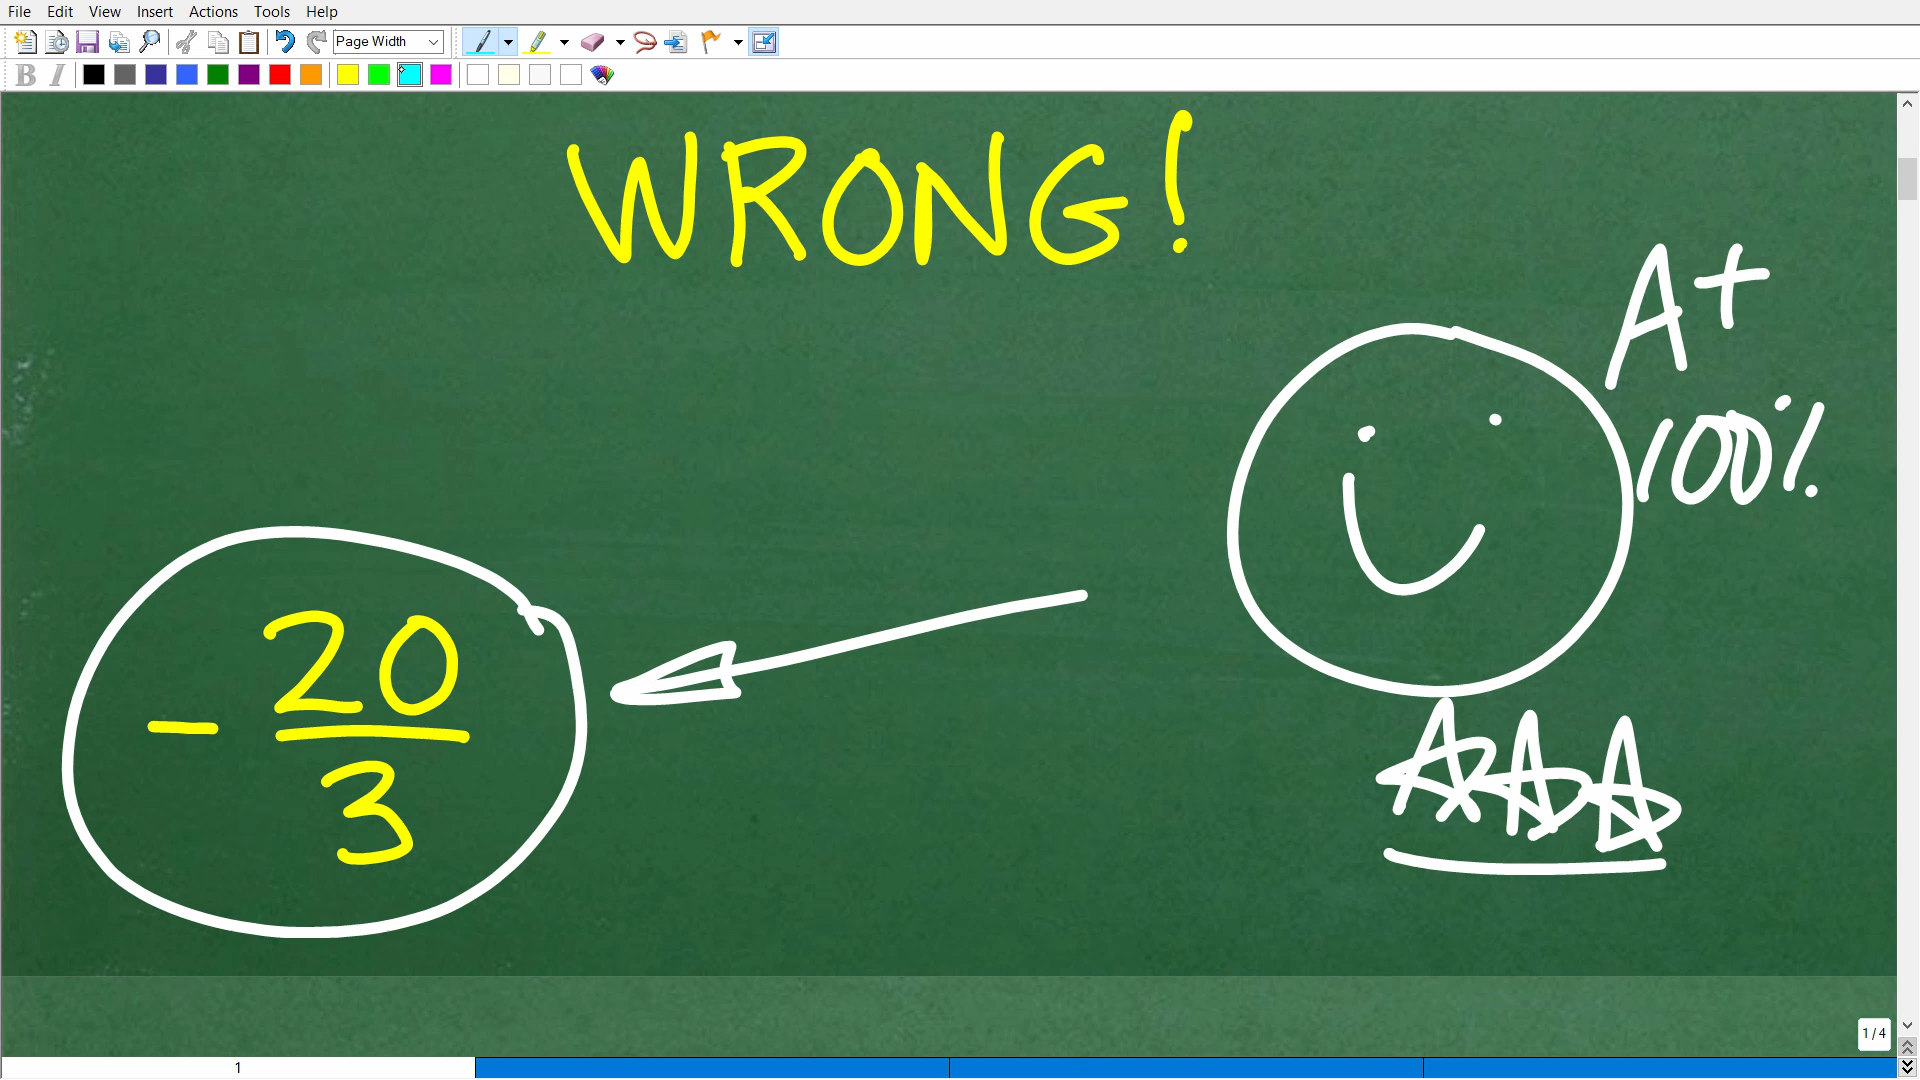 File Edit View Insert Actions Tools Help
Page Width
B I
WRONG!
A+
100%
- 20
3
1 / 4
1